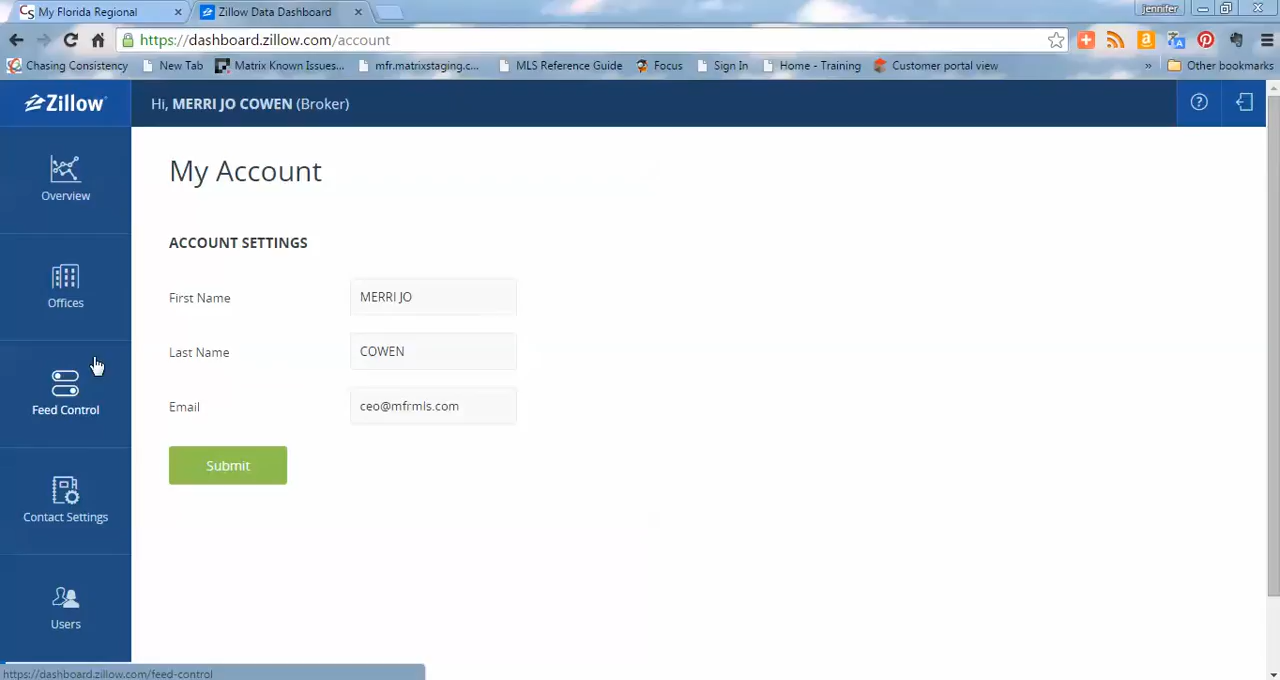 My Florida Regional
Zillow Data Dashboard
Jennifer
https://dashboard.zillow.com/account
Chasing Consistency
New Tab
Matrix Known Issues...
mfr.matrixstaging.c...
MLS Reference Guide
Focus
Sign In
Home - Training
Customer portal view
»
Other bookmarks
Zillow
Hi, MERRI JO COWEN (Broker)
?
Overview
Offices
Feed Control
Contact Settings
Users
My Account
ACCOUNT SETTINGS
First Name
MERRI JO
Last Name
COWEN
Email
ceo@mfrmls.com
Submit
https://dashboard.zillow.com/feed-control